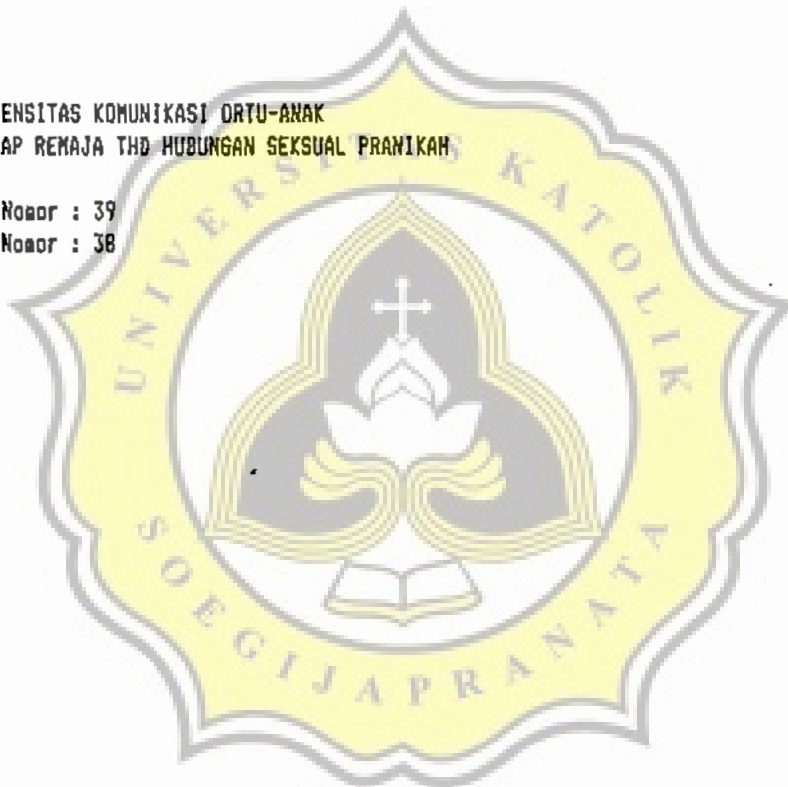 ENSITAS KOMUNIKASI ORTU-ANAK
AP REMAJA THD HUBUNGAN SEKSUAL PRANIKAH
Nomor : 39
Nomor : 38
UNIVERSITAS KATOLIK
SOEGIJAPRANATA